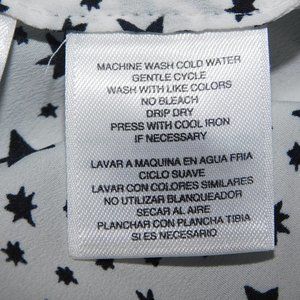 MACHINE WASH COLD WATER
GENTLE CYCLE
WASH WITH LIKE COLORS
NO BLEACH
DRIP DRY
PRESS WITH COOL IRON
IF NECESSARY
LAVAR A MAQUINA EN AGUA FRIA
CICLO SUAVE
LAVAR CON COLORES SIMILARES
NO UTILIZAR BLANQUEADOR
SECAR AL AIRE
PLANCHAR CON PLANCHA TIBIA
SI ES NECESARIO